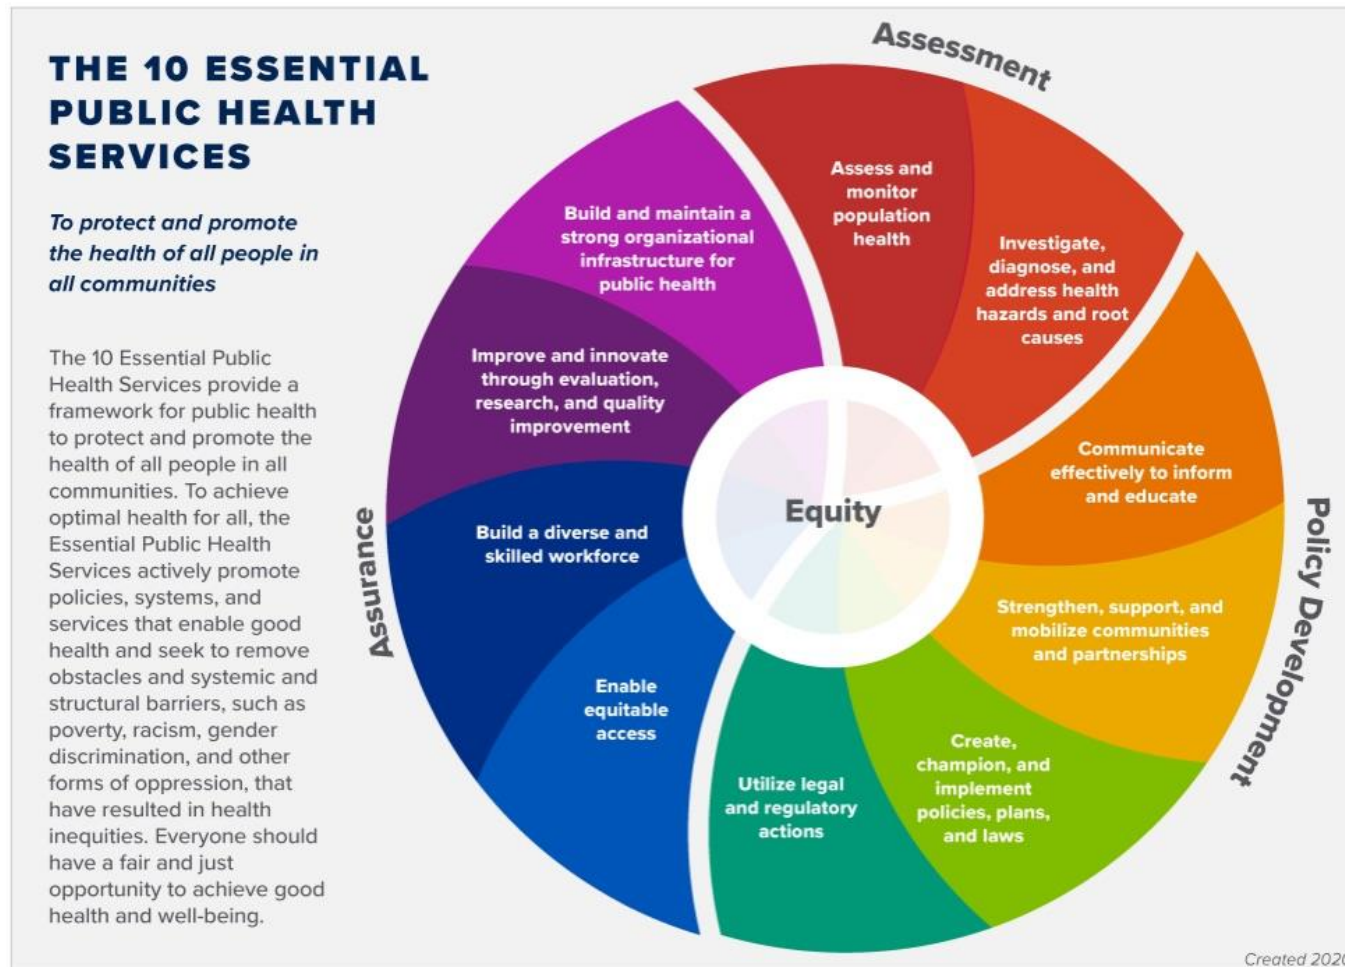 THE 10 ESSENTIAL
PUBLIC HEALTH
SERVICES
To protect and promote
the health of all people in
all communities
The 10 Essential Public
Health Services provide a
framework for public health
to protect and promote the
health of all people in all
communities. To achieve
optimal health for all, the
Essential Public Health
Services actively promote
policies, systems, and
services that enable good
health and seek to remove
obstacles and systemic and
structural barriers, such as
poverty, racism, gender
discrimination, and other
forms of oppression, that
have resulted in health
inequities. Everyone should
have a fair and just
opportunity to achieve good
health and well-being.
Assessment
Assess and
monitor
population
health
Investigate,
diagnose, and
address health
hazards and root
causes
Policy Development
Communicate
effectively to inform
and educate
Strengthen, support, and
mobilize communities
and partnerships
Create,
champion, and
implement
policies, plans,
and laws
Utilize legal
and regulatory
actions
Assurance
Enable
equitable
access
Build a diverse and
skilled workforce
Improve and innovate
through evaluation,
research, and quality
improvement
Build and maintain a
strong organizational
infrastructure for
public health
Equity
Created 2020